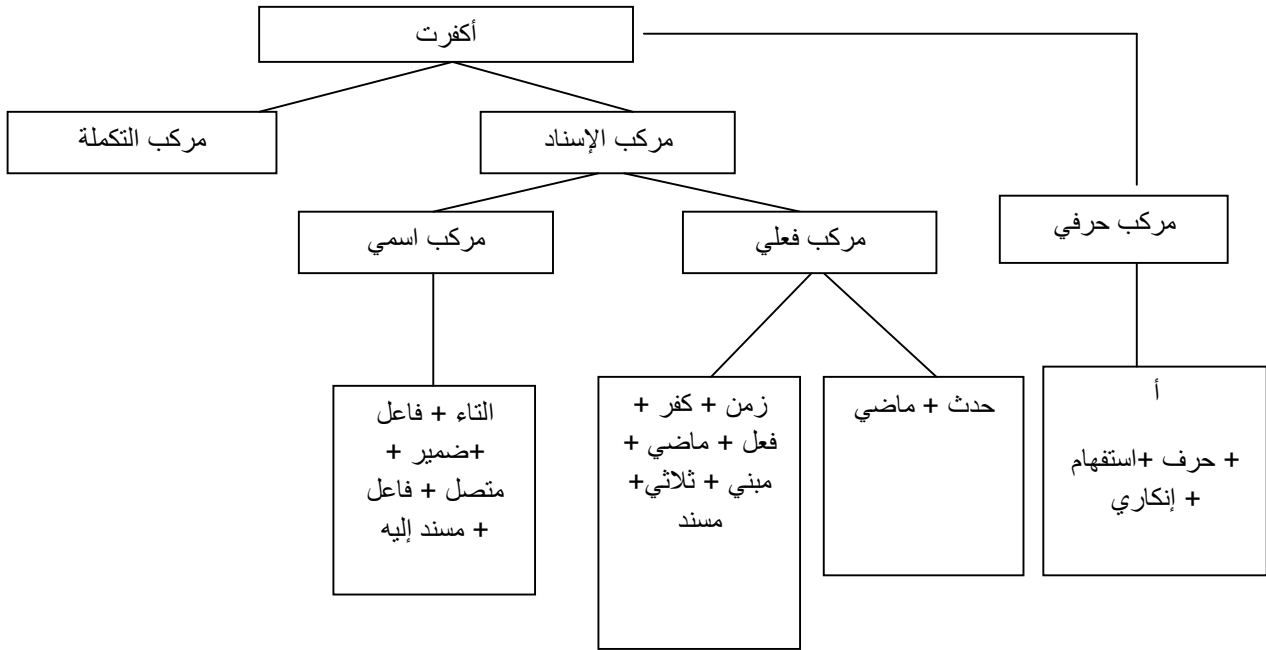 أكفرت
مركب الإسناد
مركب التكملة
مركب حرفي
مركب فعلي
مركب اسمي
أ
+ حرف +استفهام
+ إنكاري
حدث + ماضي
زمن + كفر +
فعل + ماضي +
مبني + ثلاثي+
مسند
التاء + فاعل
+ضمير +
متصل + فاعل
+ مسند إليه